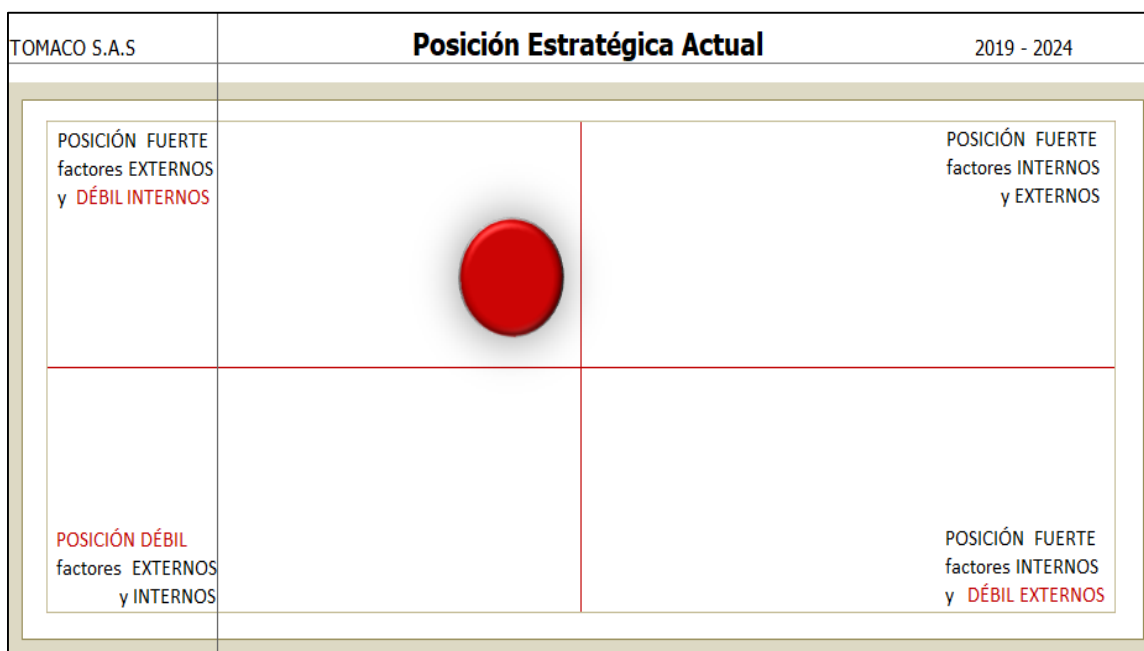 TOMACO S.A.S
Posición Estratégica Actual
2019 - 2024
POSICIÓN FUERTE
factores EXTERNOS
y DÉBIL INTERNOS
POSICIÓN FUERTE
factores INTERNOS
y EXTERNOS
POSICIÓN DÉBIL
factores EXTERNOS
y INTERNOS
POSICIÓN FUERTE
factores INTERNOS
y DÉBIL EXTERNOS